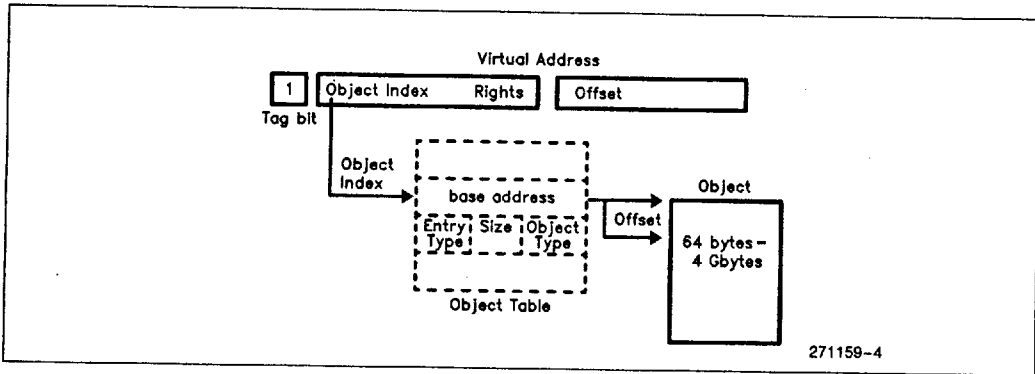 Virtual Address
1 Object Index Rights Offset
Tag bit
Object
Index
base address
Entry Size Object
Type Type
Object Table
Offset
Object
64 bytes-
4 Gbytes
271159-4